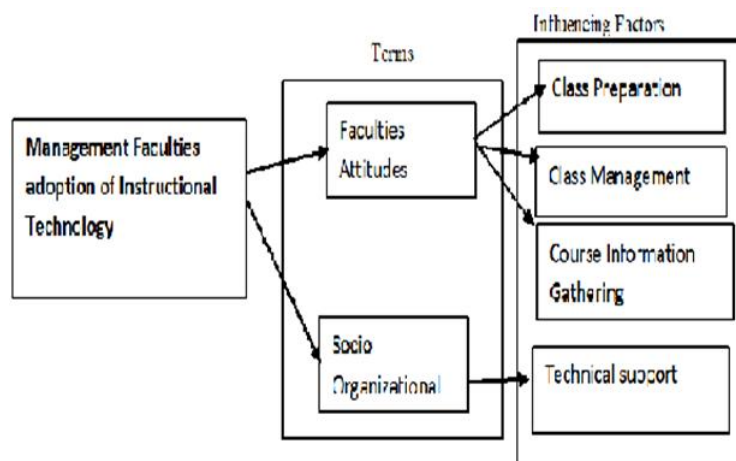 Influencing Factors
Terms
Class Preparation
Faculties
Attitudes
Management Faculties
adoption of Instructional
Technology
Class Management
Course Information
Gathering
Socio
Organizational
Technical support